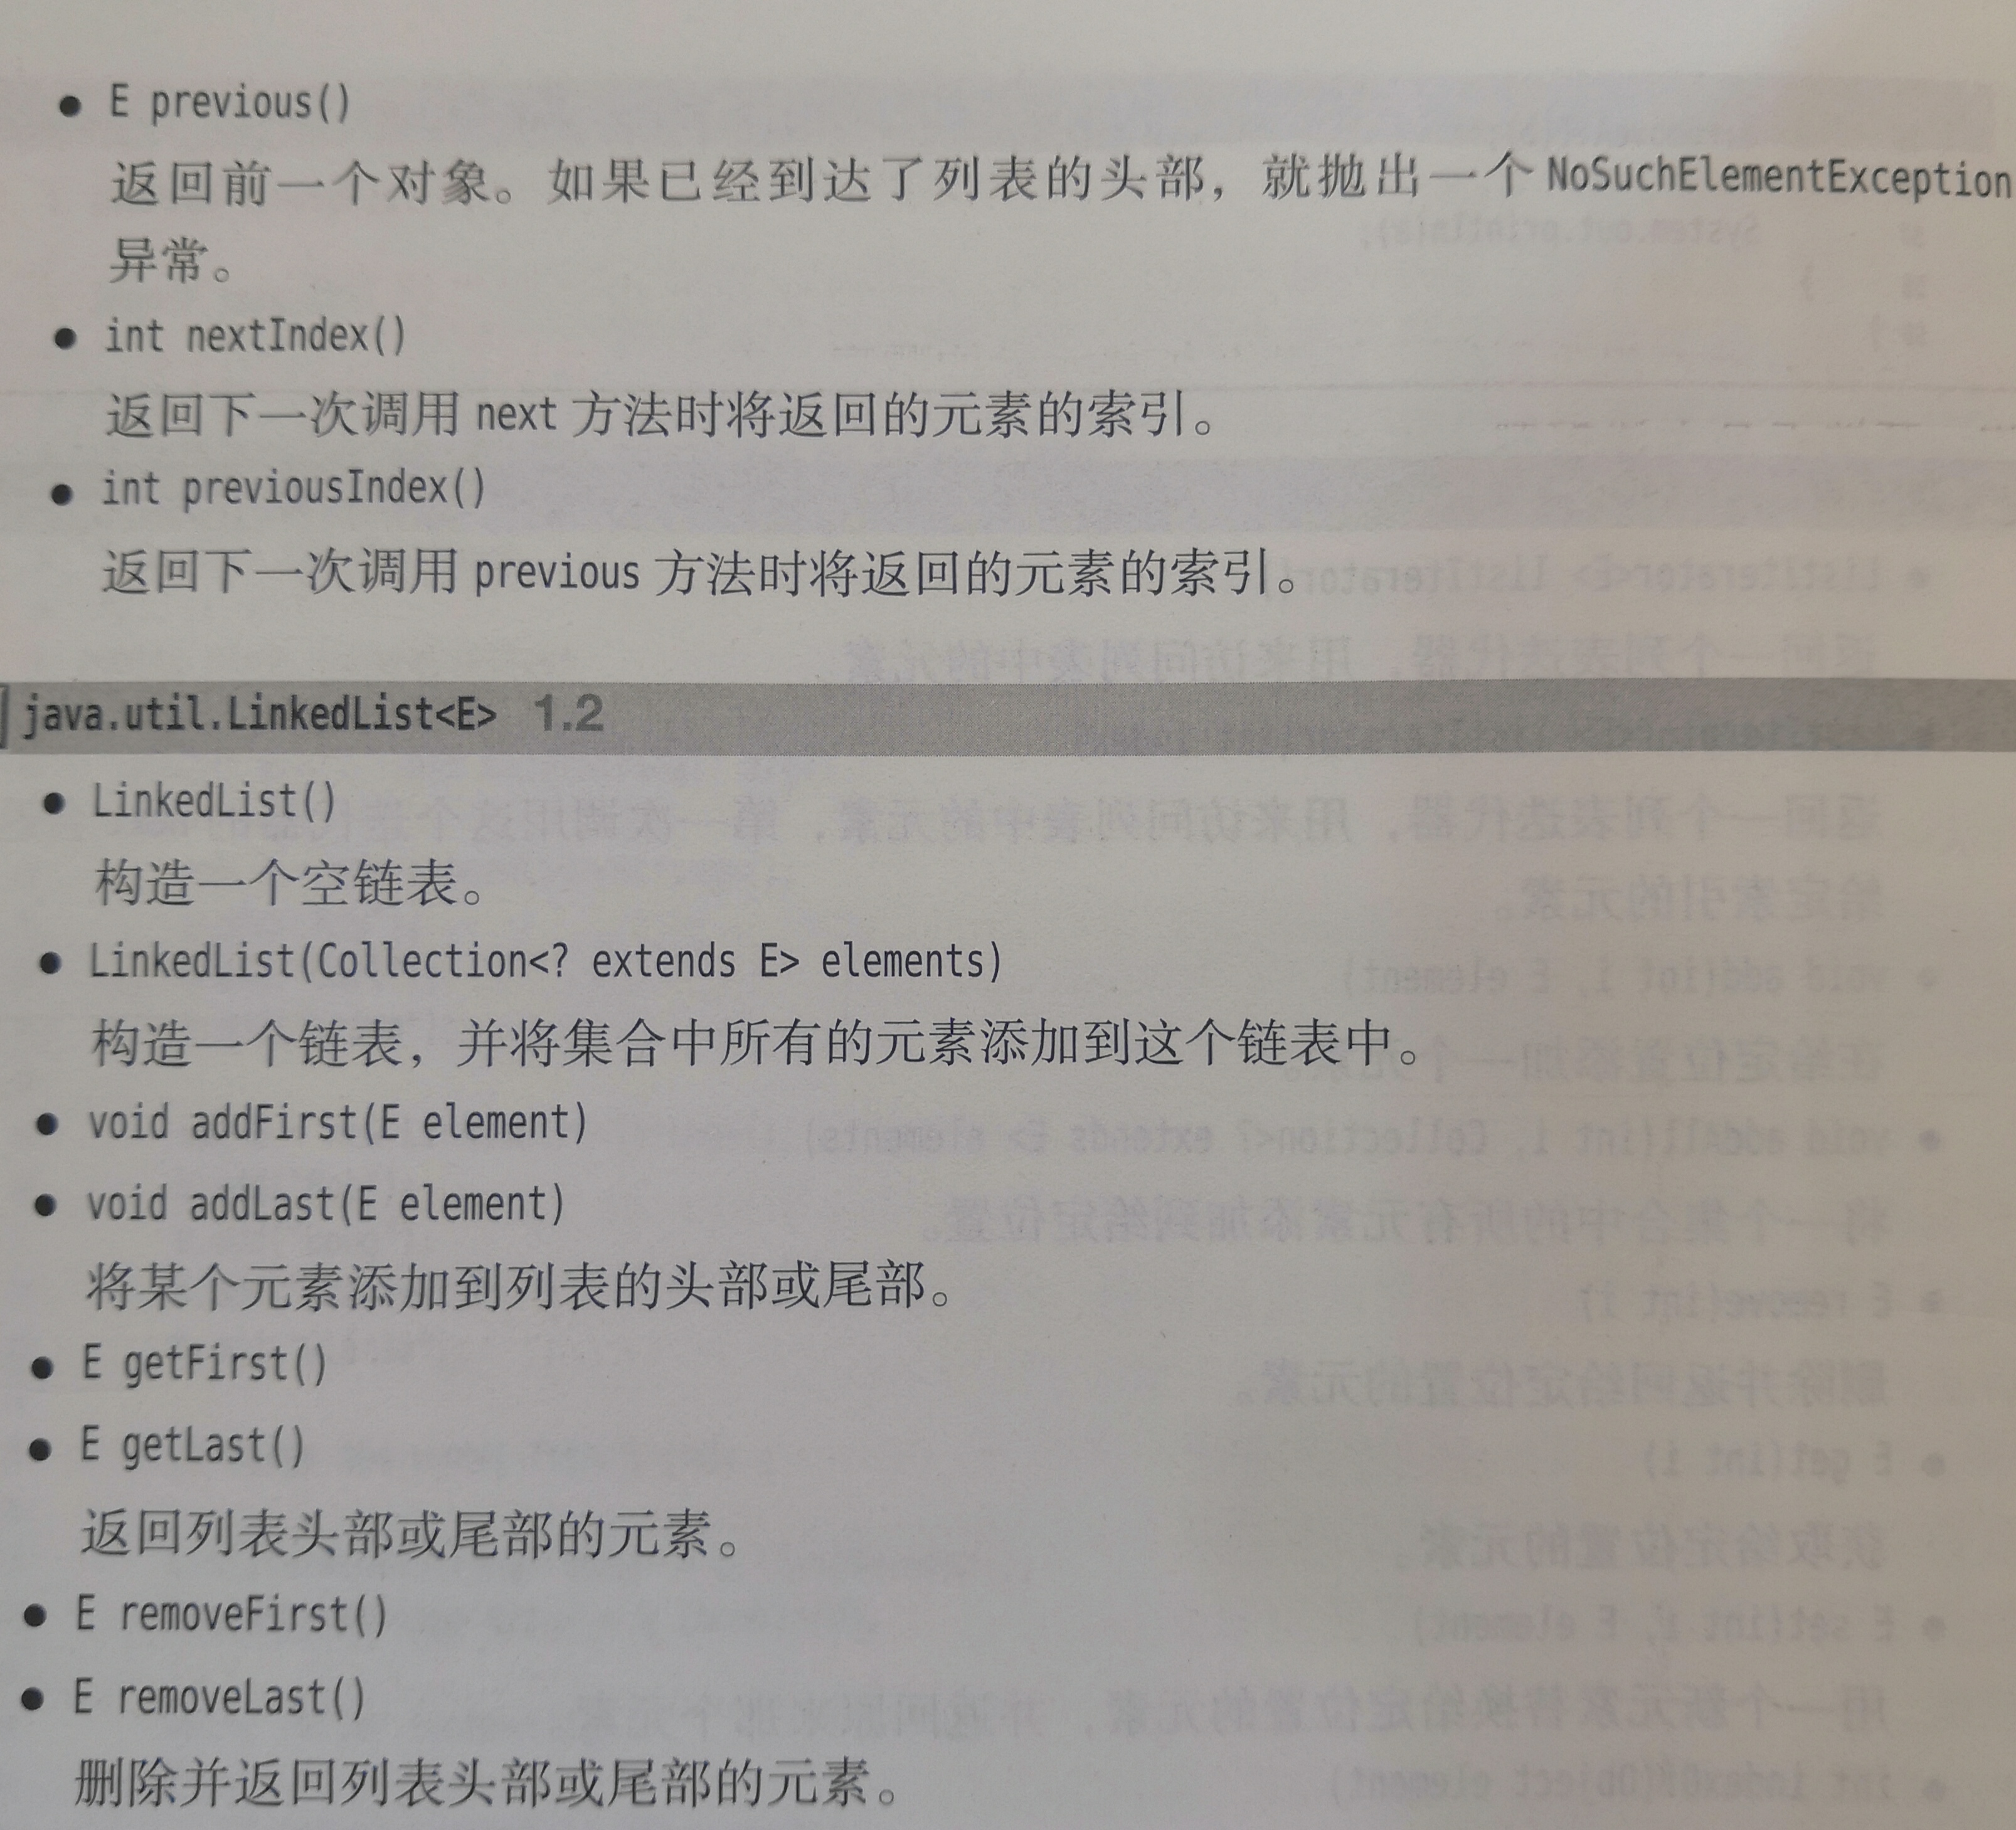 ● E previous()
返回前一个对象。如果已经到达了列表的头部，就抛出一个 NoSuchElementException
异常。
● int nextIndex()
返回下一次调用 next 方法时将返回的元素的索引。
● int previousIndex()
返回下一次调用 previous 方法时将返回的元素的索引。
java.util.LinkedList<E> 1.2
● LinkedList()
构造一个空链表。
● LinkedList(Collection<? extends E> elements)
构造一个链表，并将集合中所有的元素添加到这个链表中。
● void addFirst(E element)
● void addLast(E element)
将某个元素添加到列表的头部或尾部。
● E getFirst()
● E getLast()
返回列表头部或尾部的元素。
● E removeFirst()
● E removeLast()
删除并返回列表头部或尾部的元素。